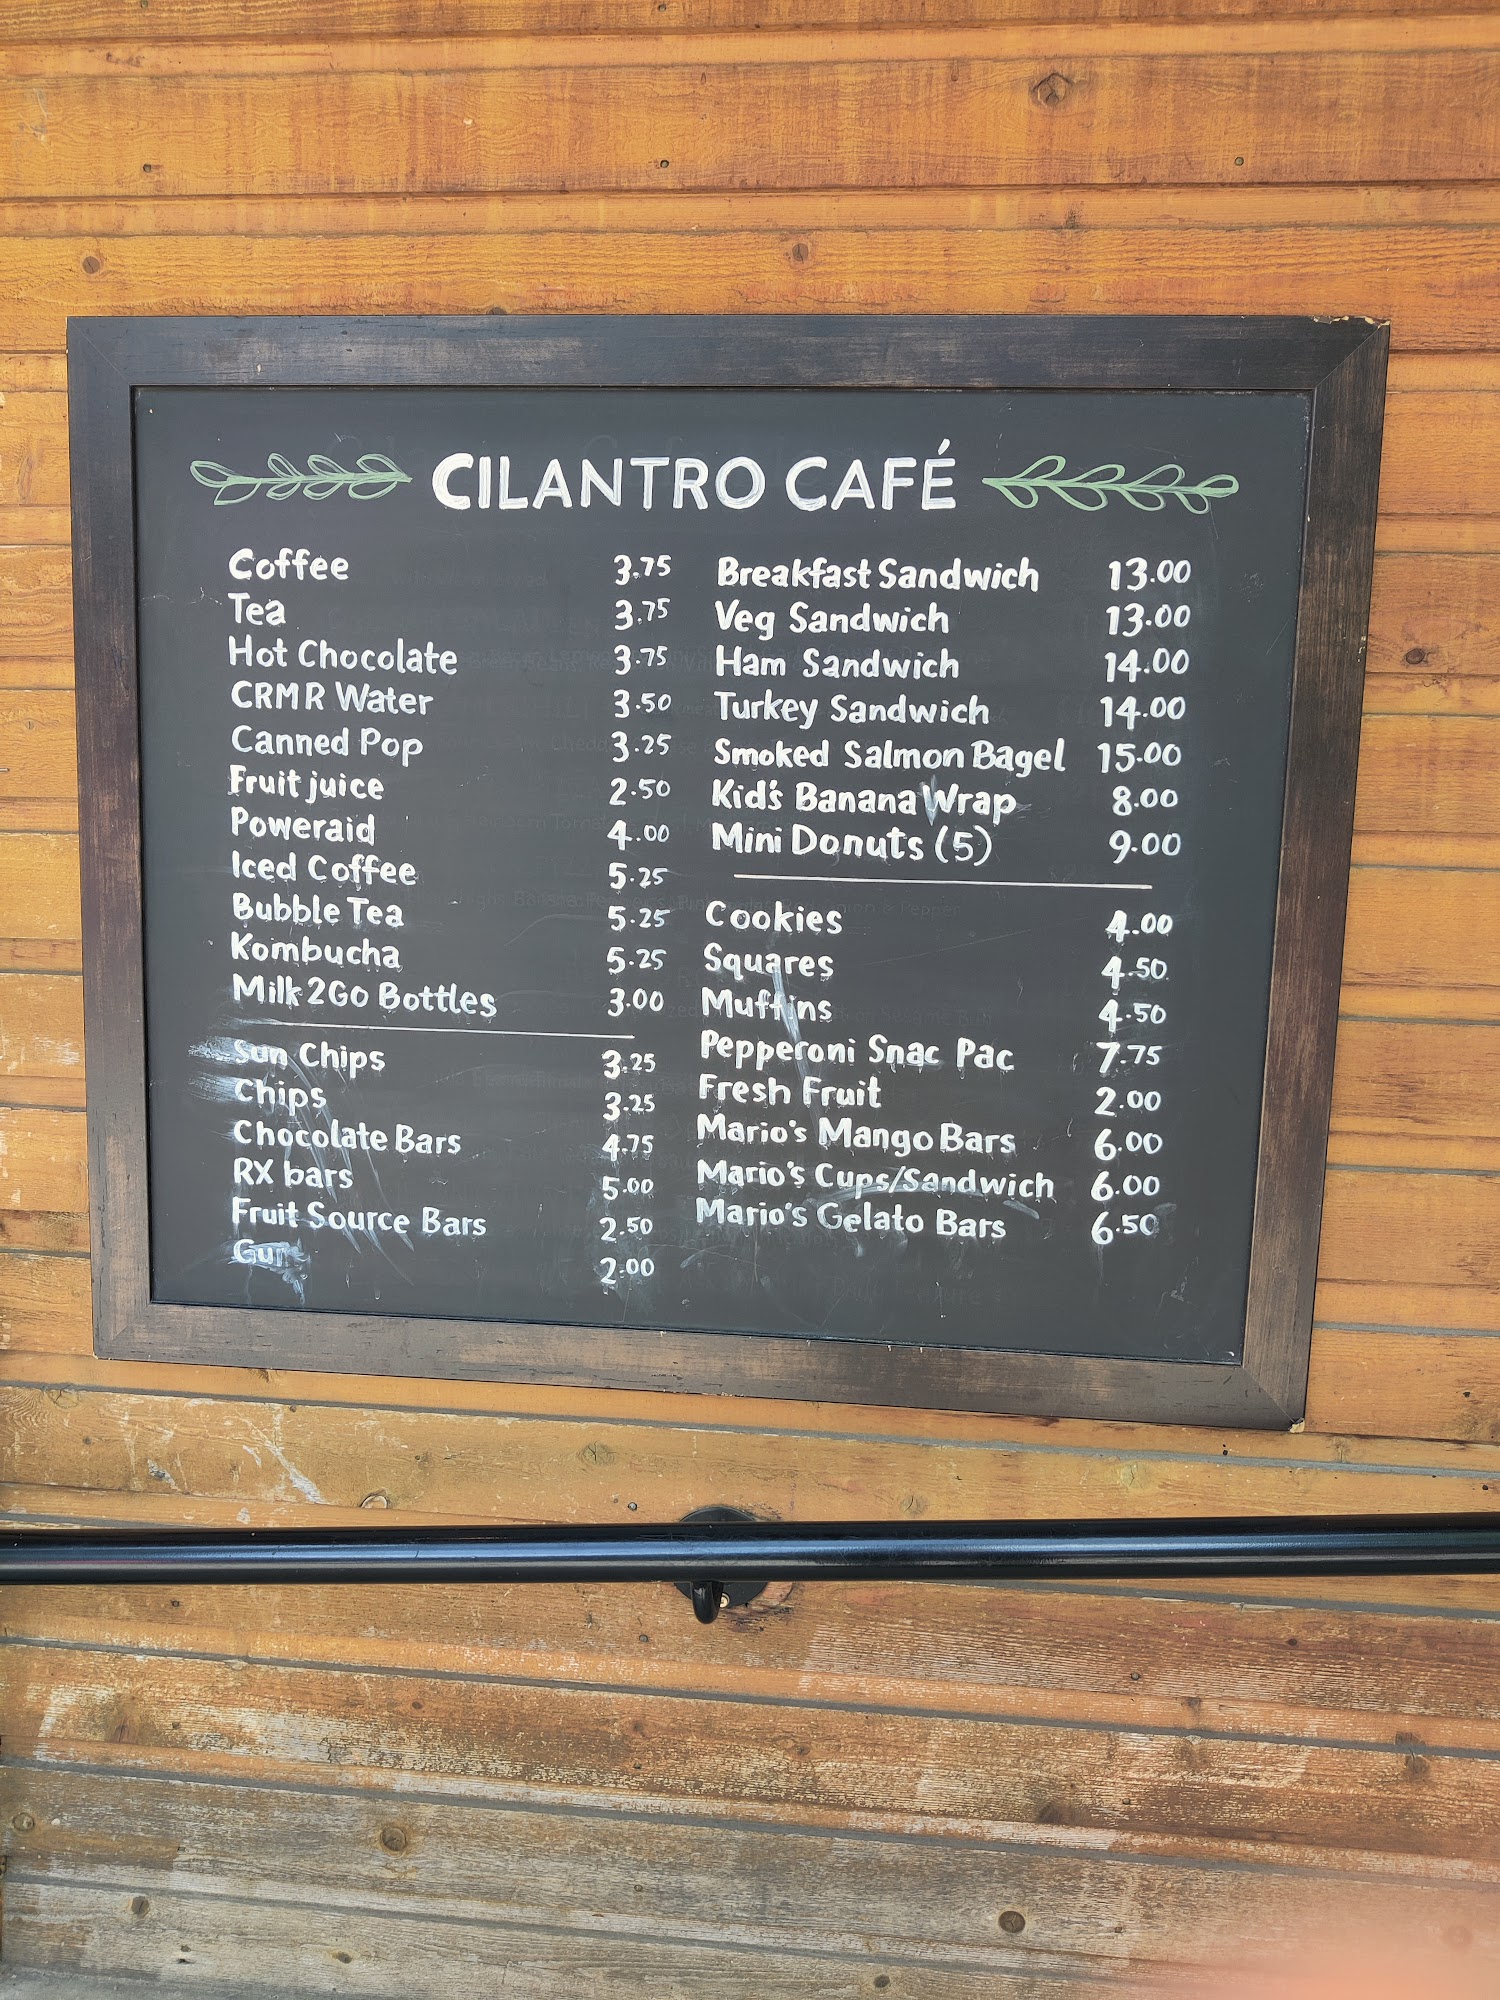 CILANTRO CAFÉ
Coffee 3.75
Tea 3.75
Hot Chocolate 3.75
CRMR Water 3.50
Canned Pop 3.25
Fruit juice 2.50
Poweraid 4.00
Iced Coffee 5.25
Bubble Tea 5.25
Kombucha 5.25
Milk2Go Bottles 3.00
Sun Chips 3.25
Chips 3.25
Chocolate Bars 4.75
RX bars 5.00
Fruit Source Bars 2.50
2.00
Breakfast Sandwich 13.00
Veg Sandwich 13.00
Ham Sandwich 14.00
Turkey Sandwich 14.00
Smoked Salmon Bagel 15.00
Kid's Banana Wrap 8.00
Mini Donuts (5) 9.00
Cookies 4.00
Squares 4.50
Muffins 4.50
Pepperoni Snac Pac 7.75
Fresh Fruit 2.00
Mario's Mango Bars 6.00
Mario's Cups/Sandwich 6.00
Mario's Gelato Bars 6.50